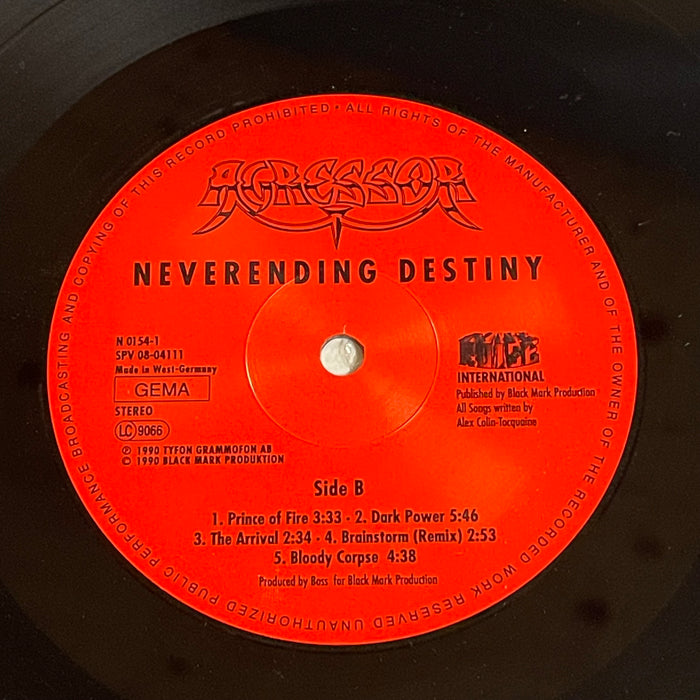 UNAUTHORIZED PUBLIC PERFORMANCE BROADCASTING AND COPYING OF THIS RECORD PROHIBITED • ALL RIGHTS OF THE MANUFACTURER AND OF THE OWNER OF THE RECORDED WORK RESERVED
AGRESSOR
NEVERENDING DESTINY
N 0154-1
SPV 08-04111
Made in West-Germany
GEMA
STEREO
LC 9066
℗ 1990 TYFON GRAMMOFON AB
© 1990 BLACK MARK PRODUKTION
INTERNATIONAL
Published by Black Mark Production
All Songs written by
Alex Colin-Tocquaine
Side B
1. Prince of Fire 3:33 - 2. Dark Power 5:46
3. The Arrival 2:34 - 4. Brainstorm (Remix) 2:53
5. Bloody Corpse 4:38
Produced by Boss for Black Mark Production